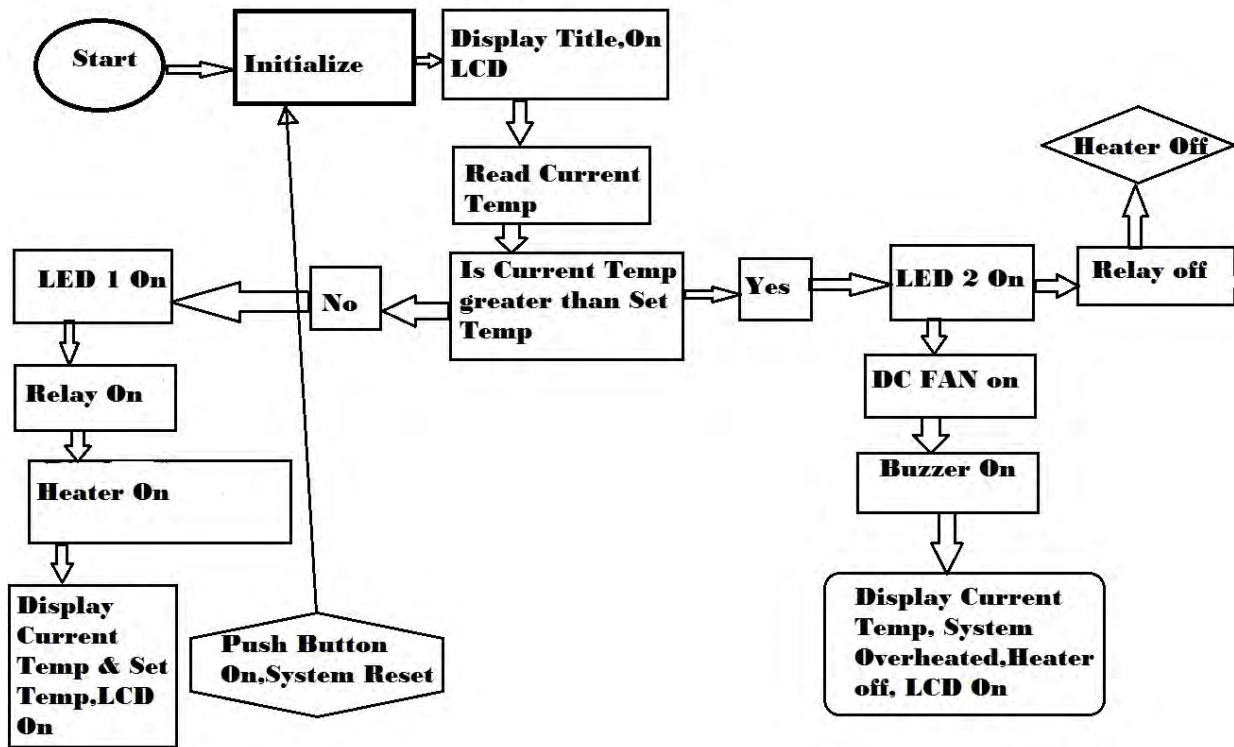 Start
Initialize
Display Title,On
LCD
Read Current
Temp
Is Current Temp
greater than Set
Temp
No
LED 1 On
Relay On
Heater On
Display
Current
Temp & Set
Temp,LCD
On
Push Button
On,System Reset
Yes
LED 2 On
Relay off
Heater Off
DC FAN on
Buzzer On
Display Current
Temp, System
Overheated,Heater
off, LCD On